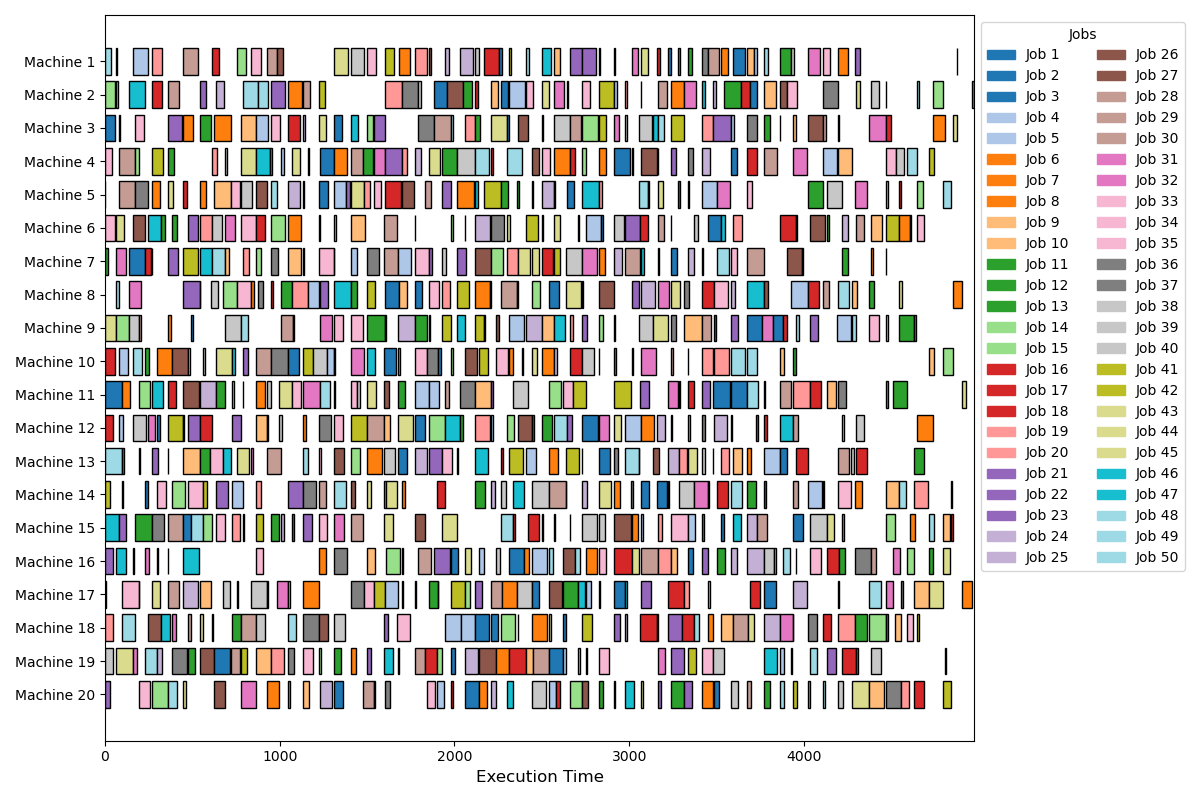 Machine 1
Machine 2
Machine 3
Machine 4
Machine 5
Machine 6
Machine 7
Machine 8
Machine 9
Machine 10
Machine 11
Machine 12
Machine 13
Machine 14
Machine 15
Machine 16
Machine 17
Machine 18
Machine 19
Machine 20
0 1000 2000 3000 4000
Execution Time
Jobs
Job 1 Job 26
Job 2 Job 27
Job 3 Job 28
Job 4 Job 29
Job 5 Job 30
Job 6 Job 31
Job 7 Job 32
Job 8 Job 33
Job 9 Job 34
Job 10 Job 35
Job 11 Job 36
Job 12 Job 37
Job 13 Job 38
Job 14 Job 39
Job 15 Job 40
Job 16 Job 41
Job 17 Job 42
Job 18 Job 43
Job 19 Job 44
Job 20 Job 45
Job 21 Job 46
Job 22 Job 47
Job 23 Job 48
Job 24 Job 49
Job 25 Job 50